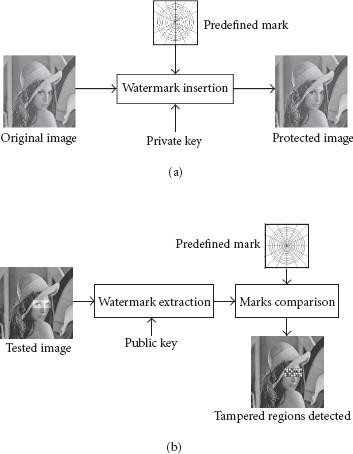 Predefined mark
Watermark insertion
Original image
Protected image
Private key
(a)
Predefined mark
Watermark extraction
Marks comparison
Tested image
Public key
Tampered regions detected
(b)